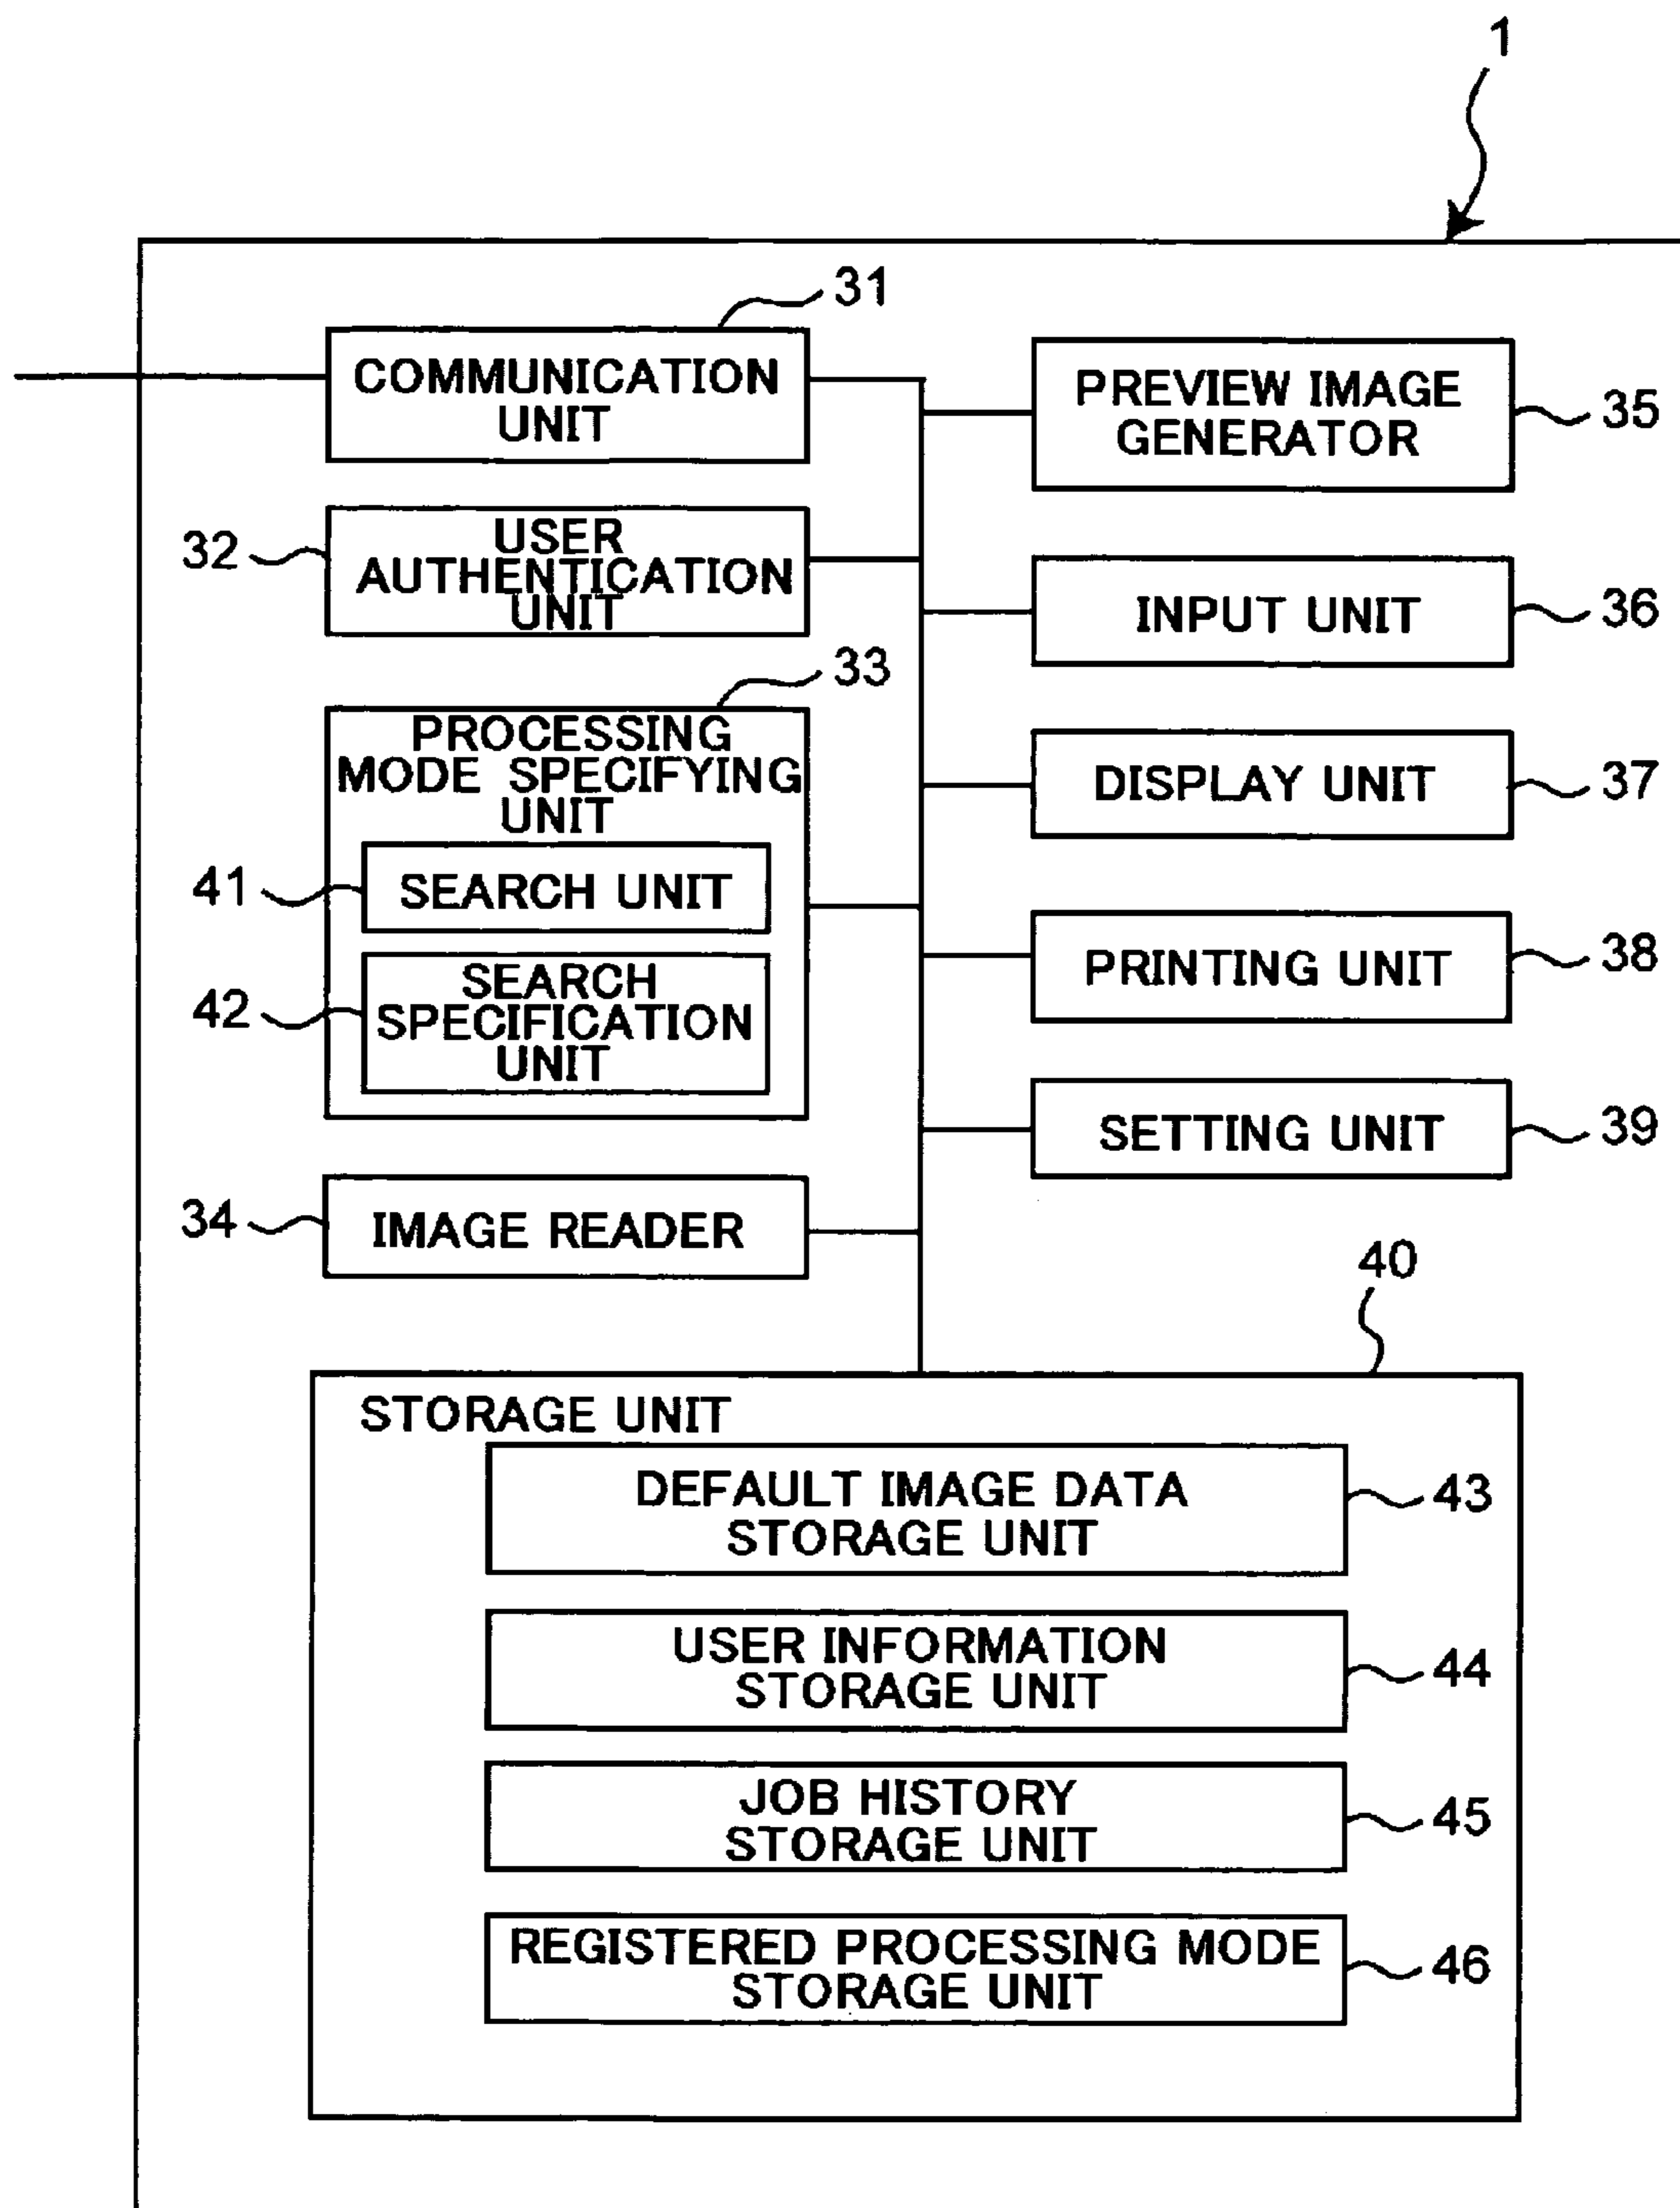 1
31
COMMUNICATION
UNIT
32
USER
AUTHENTICATION
UNIT
33
PROCESSING
MODE SPECIFYING
UNIT
41
SEARCH UNIT
42
SEARCH
SPECIFICATION
UNIT
34
IMAGE READER
PREVIEW IMAGE
GENERATOR
35
INPUT UNIT
36
DISPLAY UNIT
37
PRINTING UNIT
38
SETTING UNIT
39
40
STORAGE UNIT
DEFAULT IMAGE DATA
STORAGE UNIT
43
USER INFORMATION
STORAGE UNIT
44
JOB HISTORY
STORAGE UNIT
45
REGISTERED PROCESSING MODE
STORAGE UNIT
46